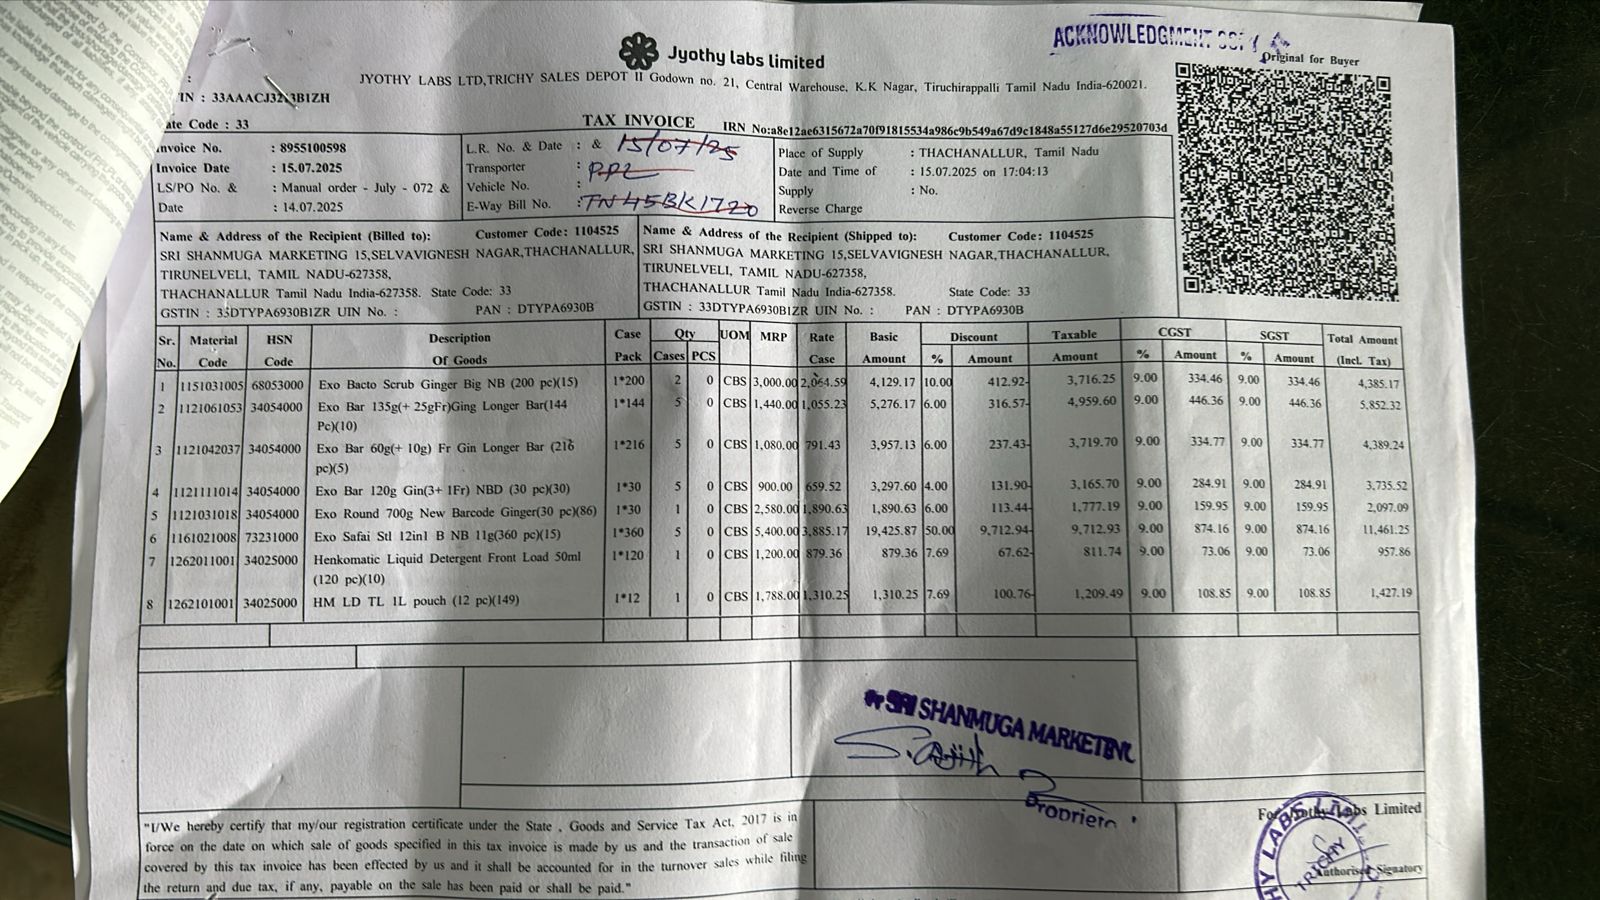 ACKNOWLEDGMENT
Original for Buyer
Jyothy labs limited
JYOTHY LABS LTD,TRICHY SALES DEPOT II Godown no. 21, Central Warehouse, K.K Nagar, Tiruchirappalli Tamil Nadu India-620021.
IN : 33AAACJ3213B1ZH
ate Code : 33
TAX INVOICE
IRN No:a8e12ae6315672a70f91815534a986c9b549a67d9c1848a55127d6e29520703d
Invoice No. : 8955100598
Invoice Date : 15.07.2025
LS/PO No. & : Manual order - July - 072 &
Date : 14.07.2025
L.R. No. & Date : & 15/07/25
Transporter : PPL
Vehicle No. :
E-Way Bill No. : TN45BK1720
Place of Supply : THACHANALLUR, Tamil Nadu
Date and Time of : 15.07.2025 on 17:04:13
Supply : No.
Reverse Charge
Name & Address of the Recipient (Billed to): Customer Code: 1104525
SRI SHANMUGA MARKETING 15,SELVAVIGNESH NAGAR,THACHANALLUR,
TIRUNELVELI, TAMIL NADU-627358,
THACHANALLUR Tamil Nadu India-627358. State Code: 33
GSTIN : 33DTYPA6930B1ZR UIN No. : PAN : DTYPA6930B
Name & Address of the Recipient (Shipped to): Customer Code: 1104525
SRI SHANMUGA MARKETING 15,SELVAVIGNESH NAGAR,THACHANALLUR,
TIRUNELVELI, TAMIL NADU-627358,
THACHANALLUR Tamil Nadu India-627358. State Code: 33
GSTIN : 33DTYPA6930B1ZR UIN No. : PAN : DTYPA6930B
Sr. Material HSN Description Case Qty UOM MRP Rate Basic Discount Taxable CGST SGST Total Amount
No. Code Code Of Goods Pack Cases PCS Case Amount % Amount Amount % Amount % Amount (Incl. Tax)
1 1151031005 68053000 Exo Bacto Scrub Ginger Big NB (200 pc)(15) 1*200 2 0 CBS 3,000.00 2,064.59 4,129.17 10.00 412.92- 3,716.25 9.00 334.46 9.00 334.46 4,385.17
2 1121061053 34054000 Exo Bar 135g(+ 25gFr)Ging Longer Bar(144 1*144 5 0 CBS 1,440.00 1,055.23 5,276.17 6.00 316.57- 4,959.60 9.00 446.36 9.00 446.36 5,852.32
Pc)(10)
3 1121042037 34054000 Exo Bar 60g(+ 10g) Fr Gin Longer Bar (216 1*216 5 0 CBS 1,080.00 791.43 3,957.13 6.00 237.43- 3,719.70 9.00 334.77 9.00 334.77 4,389.24
pc)(5)
4 1121111014 34054000 Exo Bar 120g Gin(3+ 1Fr) NBD (30 pc)(30) 1*30 5 0 CBS 900.00 659.52 3,297.60 4.00 131.90- 3,165.70 9.00 284.91 9.00 284.91 3,735.52
5 1121031018 34054000 Exo Round 700g New Barcode Ginger(30 pc)(86) 1*30 1 0 CBS 2,580.00 1,890.63 1,890.63 6.00 113.44- 1,777.19 9.00 159.95 9.00 159.95 2,097.09
6 1161021008 73231000 Exo Safai Stl 12in1 B NB 11g(360 pc)(15) 1*360 5 0 CBS 5,400.00 3,885.17 19,425.87 50.00 9,712.94- 9,712.93 9.00 874.16 9.00 874.16 11,461.25
7 1262011001 34025000 Henkomatic Liquid Detergent Front Load 50ml 1*120 1 0 CBS 1,200.00 879.36 879.36 7.69 67.62- 811.74 9.00 73.06 9.00 73.06 957.86
(120 pc)(10)
8 1262101001 34025000 HM LD TL 1L pouch (12 pc)(149) 1*12 1 0 CBS 1,788.00 1,310.25 1,310.25 7.69 100.76- 1,209.49 9.00 108.85 9.00 108.85 1,427.19
SRI SHANMUGA MARKETING
Proprietor
"I/We hereby certify that my/our registration certificate under the State , Goods and Service Tax Act, 2017 is in
force on the date on which sale of goods specified in this tax invoice is made by us and the transaction of sale
covered by this tax invoice has been effected by us and it shall be accounted for in the turnover sales while filing
the return and due tax, if any, payable on the sale has been paid or shall be paid."
For Jyothy Labs Limited
TRICHY
Authorised Signatory